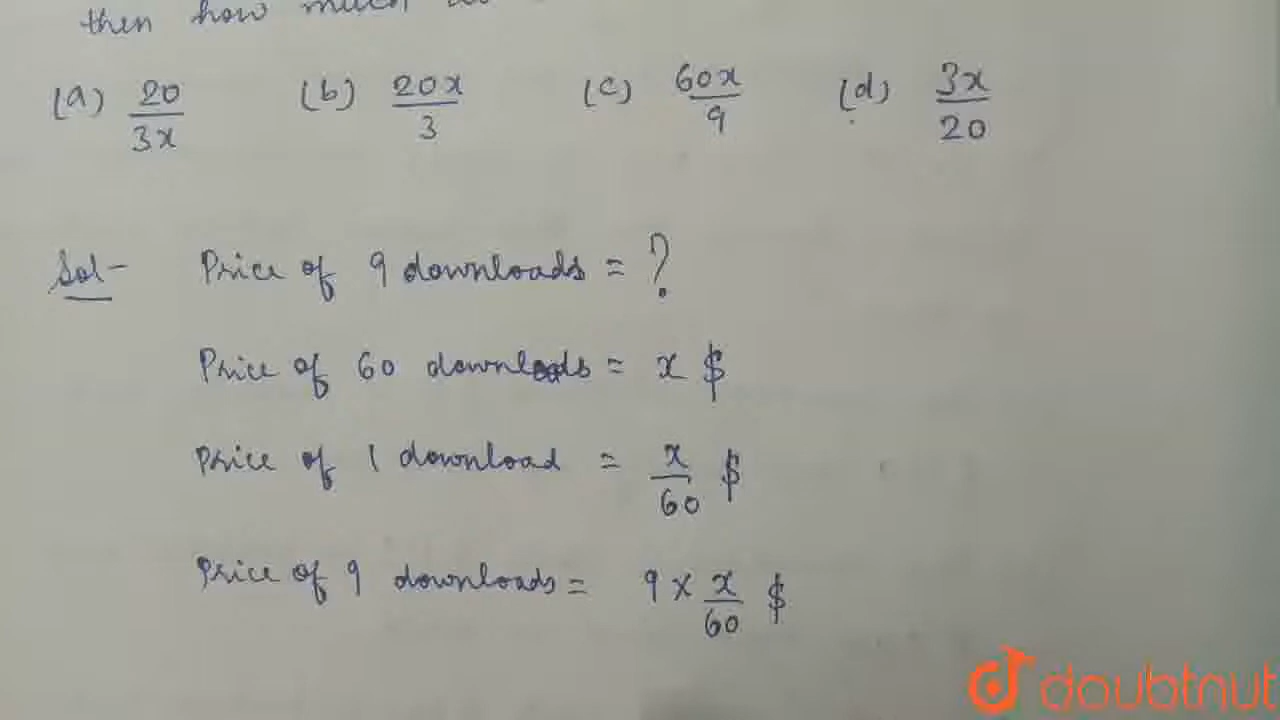 then how much
(a) 20/3x (b) 20x/3 (c) 60x/9 (d) 3x/20
Sol- Price of 9 downloads = ?
Price of 60 downloads = x $
Price of 1 download = x/60 $
Price of 9 downloads = 9 × x/60 $
doubtnut